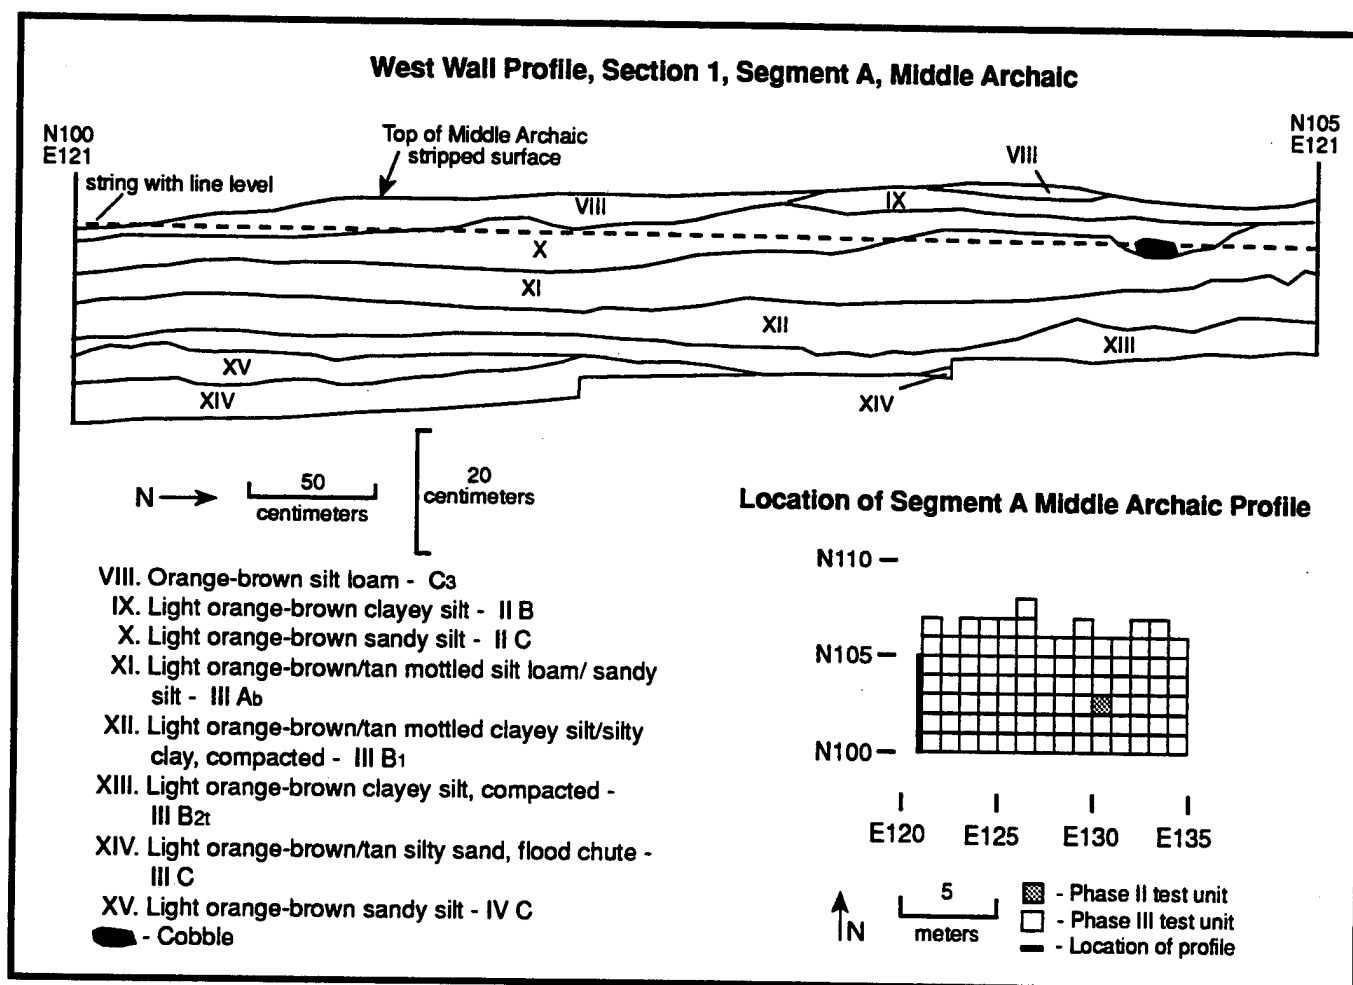 West Wall Profile, Section 1, Segment A, Middle Archaic
N100
E121
Top of Middle Archaic
stripped surface
N105
E121
string with line level
VIII
VIII
IX
X
XI
XII
XIII
XV
XIV
XIV
N
50
centimeters
20
centimeters
VIII. Orange-brown silt loam - C3
IX. Light orange-brown clayey silt - II B
X. Light orange-brown sandy silt - II C
XI. Light orange-brown/tan mottled silt loam/ sandy
silt - III Ab
XII. Light orange-brown/tan mottled clayey silt/silty
clay, compacted - III B1
XIII. Light orange-brown clayey silt, compacted -
III B2t
XIV. Light orange-brown/tan silty sand, flood chute -
III C
XV. Light orange-brown sandy silt - IV C
- Cobble
Location of Segment A Middle Archaic Profile
N110
N105
N100
E120 E125 E130 E135
N
5
meters
- Phase II test unit
- Phase III test unit
- Location of profile